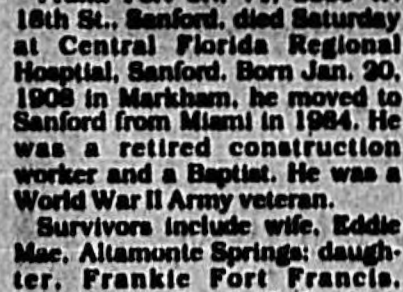 18th St., Sanford, died Saturday
at Central Florida Regional
Hosptial, Sanford. Born Jan. 20,
1908 in Markham, he moved to
Sanford from Miami in 1984. He
was a retired construction
worker and a Baptist. He was a
World War II Army veteran.
Survivors include wife, Eddie
Mae, Altamonte Springs; daugh-
ter, Frankie Fort Francis,